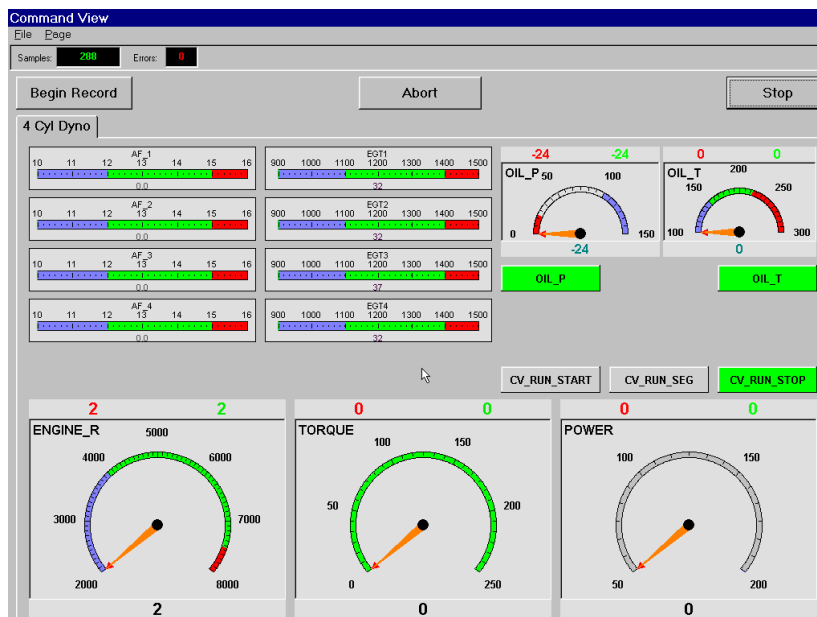 Command View
File Page
Samples: 208 Errors: 0
Begin Record Abort Stop
4 Cyl Dyno
AF_1
10 11 12 13 14 15 16
0.0
EGT1
900 1000 1100 1200 1300 1400 1500
32
AF_2
10 11 12 13 14 15 16
0.0
EGT2
900 1000 1100 1200 1300 1400 1500
32
AF_3
10 11 12 13 14 15 16
0.0
EGT3
900 1000 1100 1200 1300 1400 1500
37
AF_4
10 11 12 13 14 15 16
0.0
EGT4
900 1000 1100 1200 1300 1400 1500
32
-24 -24
OIL_P
0 50 100 150
-24
0 0
OIL_T
100 150 200 250 300
0
OIL_P OIL_T
CV_RUN_START CV_RUN_SEG CV_RUN_STOP
2 2
ENGINE_R
2000 3000 4000 5000 6000 7000 8000
2
0 0
TORQUE
0 50 100 150 200 250
0
0 0
POWER
50 100 150 200
0